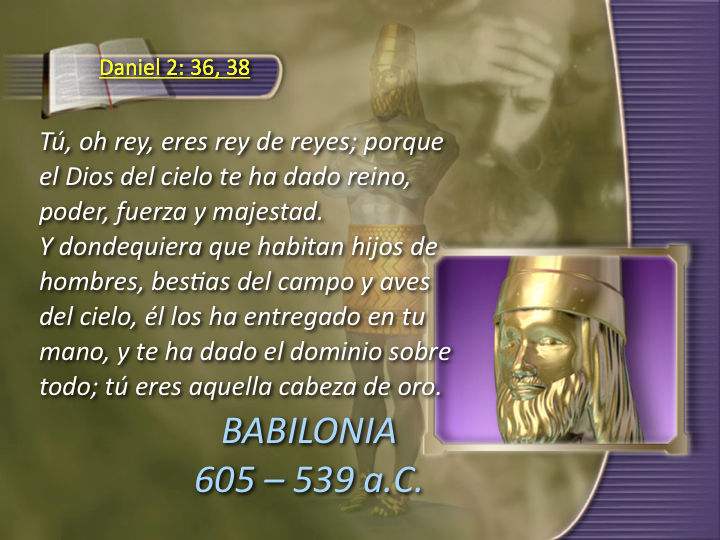 Daniel 2: 36, 38
Tú, oh rey, eres rey de reyes; porque
el Dios del cielo te ha dado reino,
poder, fuerza y majestad.
Y dondequiera que habitan hijos de
hombres, bestias del campo y aves
del cielo, él los ha entregado en tu
mano, y te ha dado el dominio sobre
todo; tú eres aquella cabeza de oro.
BABILONIA
605 – 539 a.C.